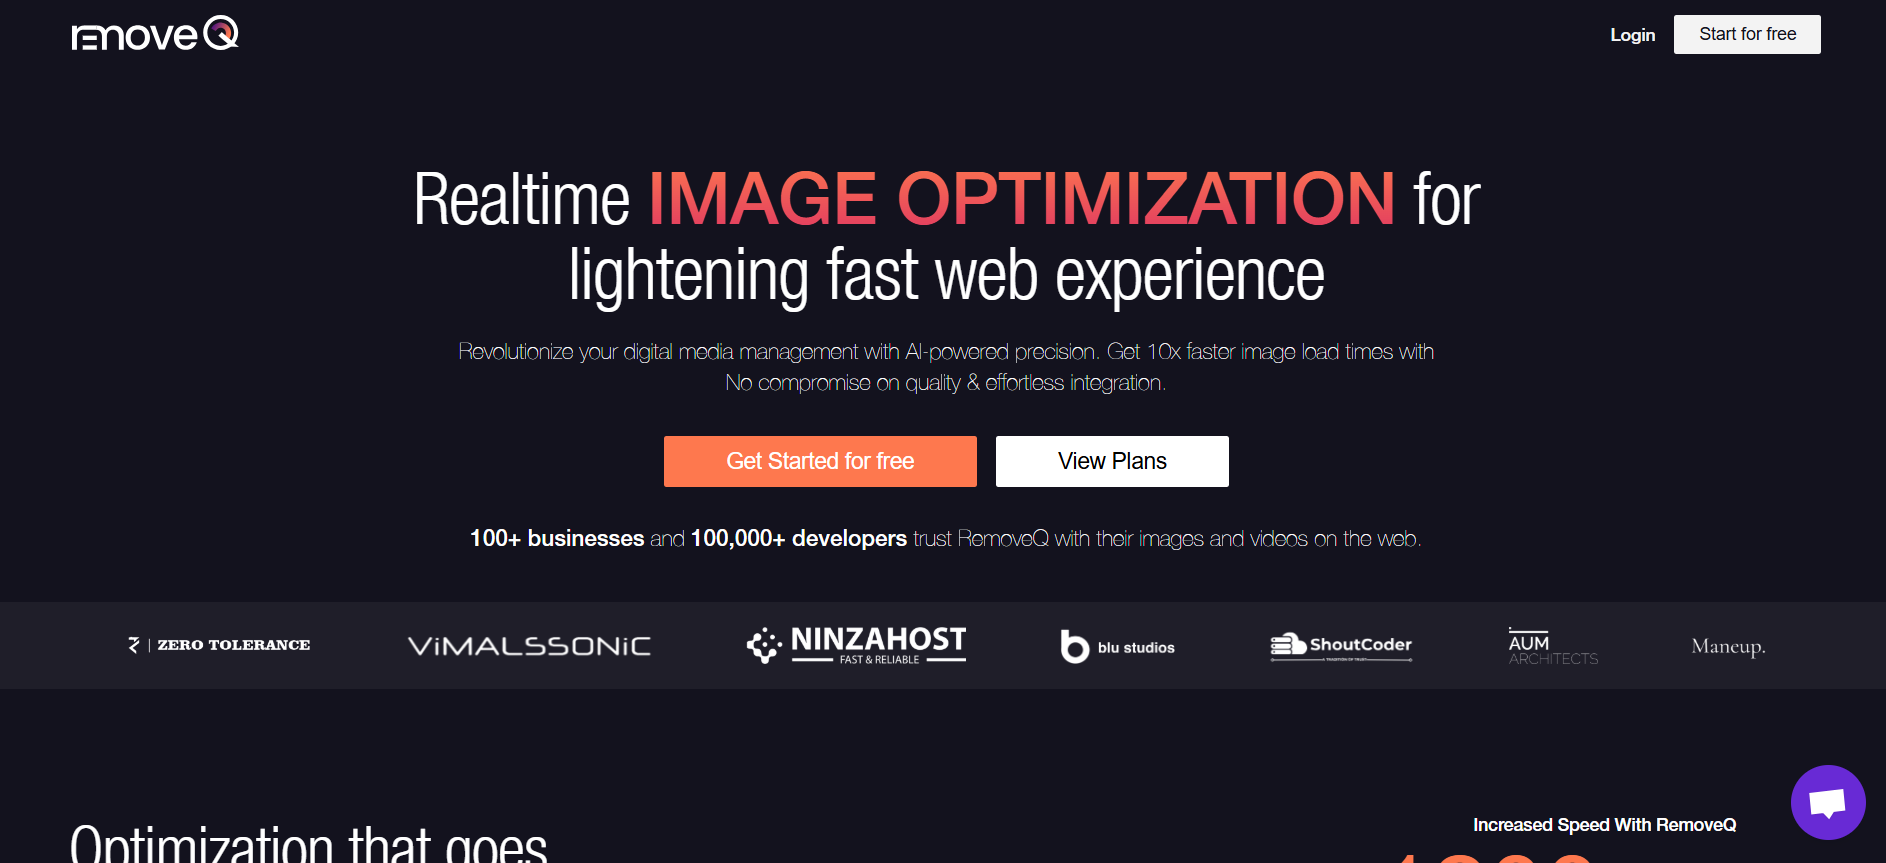 removeQ
Login
Start for free
Realtime IMAGE OPTIMIZATION for
lightening fast web experience
Revolutionize your digital media management with AI-powered precision. Get 10x faster image load times with
No compromise on quality & effortless integration.
Get Started for free
View Plans
100+ businesses and 100,000+ developers trust RemoveQ with their images and videos on the web.
ZERO TOLERANCE
ViMALSSONiC
NINZAHOST
FAST & RELIABLE
b blu studios
ShoutCoder
AUM
ARCHITECTS
Maneup.
Increased Speed With RemoveQ
Optimization that goes